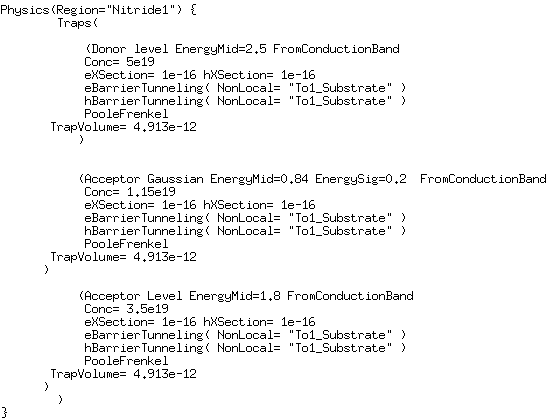 Physics(Region="Nitride1") {
Traps(
(Donor level EnergyMid=2.5 FromConductionBand
Conc= 5e19
eXSection= 1e-16 hXSection= 1e-16
eBarrierTunneling( NonLocal= "To1_Substrate" )
hBarrierTunneling( NonLocal= "To1_Substrate" )
PooleFrenkel
TrapVolume= 4.913e-12
)
(Acceptor Gaussian EnergyMid=0.84 EnergySig=0.2 FromConductionBand
Conc= 1.15e19
eXSection= 1e-16 hXSection= 1e-16
eBarrierTunneling( NonLocal= "To1_Substrate" )
hBarrierTunneling( NonLocal= "To1_Substrate" )
PooleFrenkel
TrapVolume= 4.913e-12
)
(Acceptor Level EnergyMid=1.8 FromConductionBand
Conc= 3.5e19
eXSection= 1e-16 hXSection= 1e-16
eBarrierTunneling( NonLocal= "To1_Substrate" )
hBarrierTunneling( NonLocal= "To1_Substrate" )
PooleFrenkel
TrapVolume= 4.913e-12
)
)
}